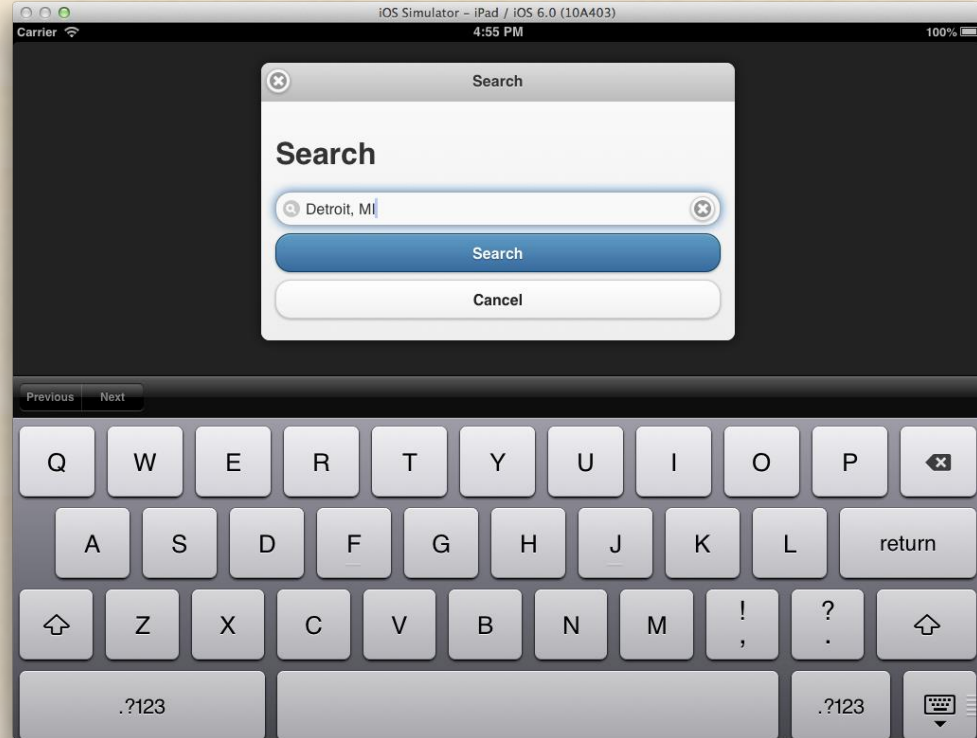 iOS Simulator – iPad / iOS 6.0 (10A403)
Carrier 4:55 PM 100%
Search
Search
Detroit, MI
Search
Cancel
Previous Next
Q W E R T Y U I O P
A S D F G H J K L return
Z X C V B N M ! , ? .
.?123 .?123